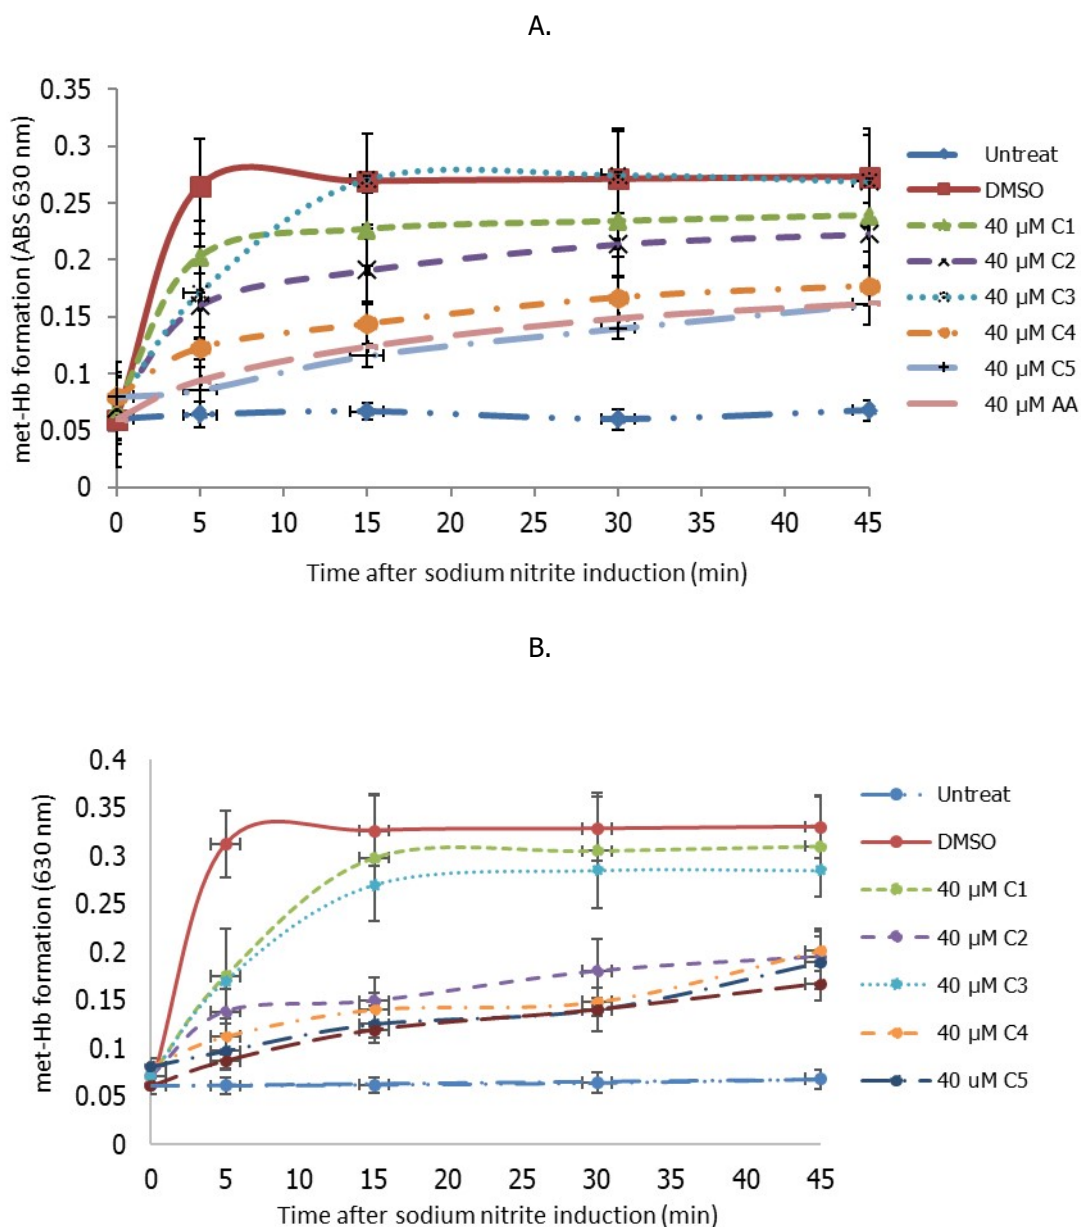 A.
met-Hb formation (ABS 630 nm)
0.35
0.3
0.25
0.2
0.15
0.1
0.05
0
0 5 10 15 20 25 30 35 40 45
Time after sodium nitrite induction (min)
Untreat
DMSO
40 µM C1
40 µM C2
40 µM C3
40 µM C4
40 µM C5
40 µM AA
B.
met-Hb formation (630 nm)
0.4
0.35
0.3
0.25
0.2
0.15
0.1
0.05
0
0 5 10 15 20 25 30 35 40 45
Time after sodium nitrite induction (min)
Untreat
DMSO
40 µM C1
40 µM C2
40 µM C3
40 µM C4
40 uM C5